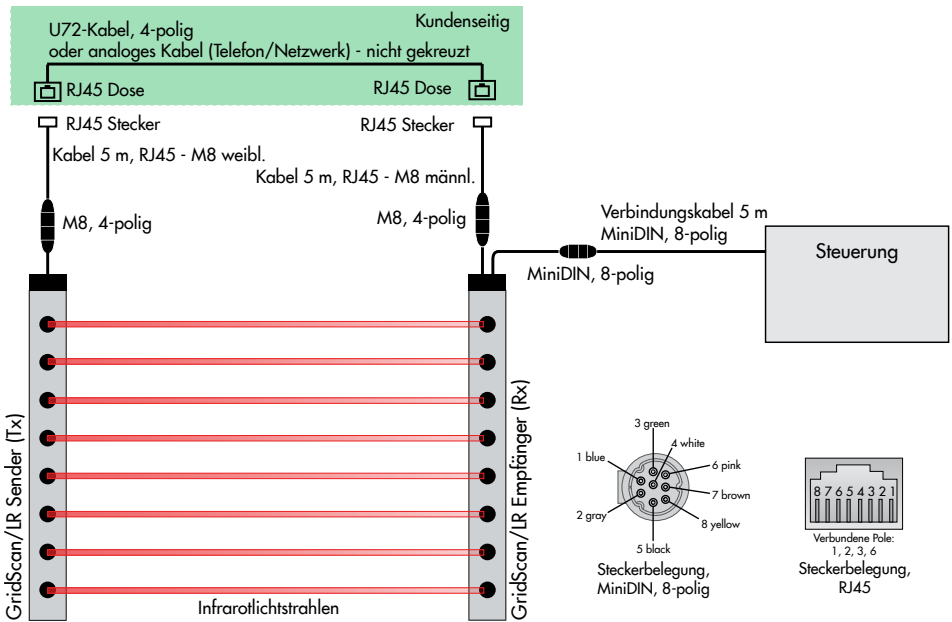 Kundenseitig
U72-Kabel, 4-polig
oder analoges Kabel (Telefon/Netzwerk) - nicht gekreuzt
RJ45 Dose
RJ45 Dose
RJ45 Stecker
RJ45 Stecker
Kabel 5 m, RJ45 - M8 weibl.
Kabel 5 m, RJ45 - M8 männl.
M8, 4-polig
M8, 4-polig
Verbindungskabel 5 m
MiniDIN, 8-polig
MiniDIN, 8-polig
Steuerung
GridScan/LR Sender (Tx)
GridScan/LR Empfänger (Rx)
Infrarotlichtstrahlen
3 green
4 white
1 blue
6 pink
7 brown
2 gray
8 yellow
5 black
Steckerbelegung,
MiniDIN, 8-polig
8 7 6 5 4 3 2 1
Verbundene Pole:
1, 2, 3, 6
Steckerbelegung,
RJ45